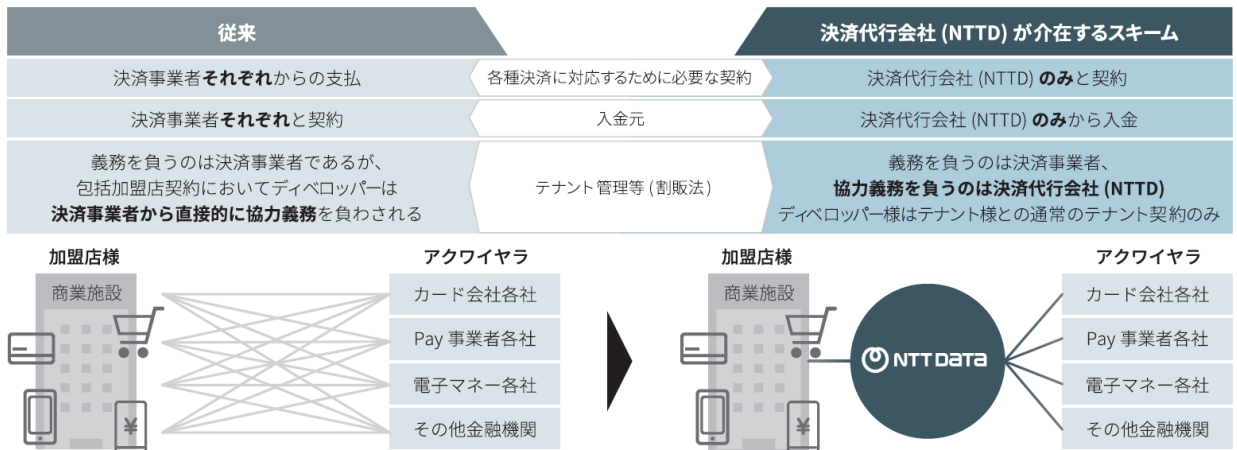 従来
決済代行会社 (NTTD) が介在するスキーム
決済事業者それぞれからの支払
各種決済に対応するために必要な契約
決済代行会社 (NTTD) のみと契約
決済事業者それぞれと契約
入金元
決済代行会社 (NTTD) のみから入金
義務を負うのは決済事業者であるが、
包括加盟店契約においてディベロッパーは
決済事業者から直接的に協力義務を負わされる
テナント管理等 (割販法)
義務を負うのは決済事業者、
協力義務を負うのは決済代行会社 (NTTD)
ディベロッパー様はテナント様との通常のテナント契約のみ
加盟店様
商業施設
¥
アクワイヤラ
カード会社各社
Pay 事業者各社
電子マネー各社
その他金融機関
加盟店様
商業施設
¥
NTT DATA
アクワイヤラ
カード会社各社
Pay 事業者各社
電子マネー各社
その他金融機関